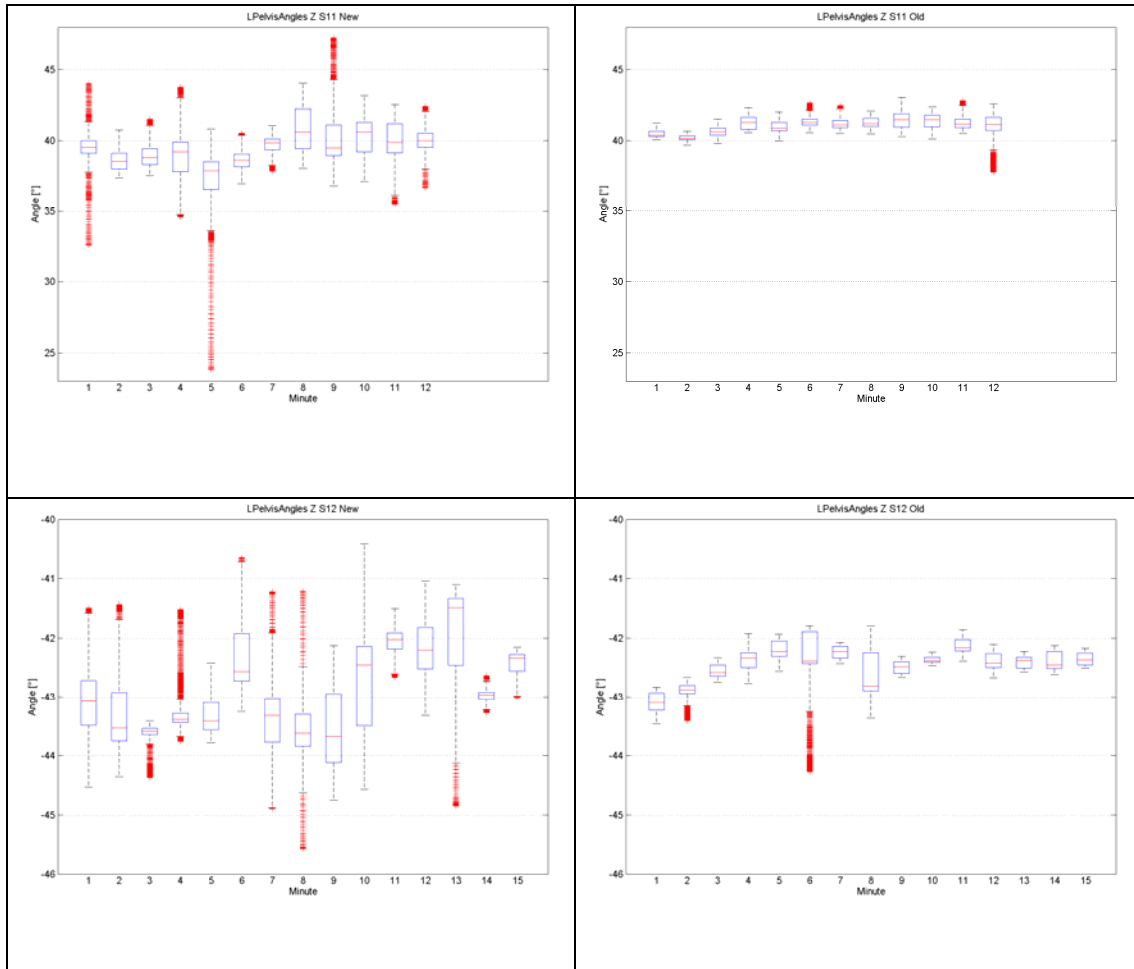 LPelvisAngles Z S11 New
45
40
35
30
25
Angle [°]
1 2 3 4 5 6 7 8 9 10 11 12
Minute
LPelvisAngles Z S11 Old
45
40
35
30
25
Angle [°]
1 2 3 4 5 6 7 8 9 10 11 12
Minute
LPelvisAngles Z S12 New
-40
-41
-42
-43
-44
-45
-46
Angle [°]
1 2 3 4 5 6 7 8 9 10 11 12 13 14 15
Minute
LPelvisAngles Z S12 Old
-40
-41
-42
-43
-44
-45
-46
Angle [°]
1 2 3 4 5 6 7 8 9 10 11 12 13 14 15
Minute